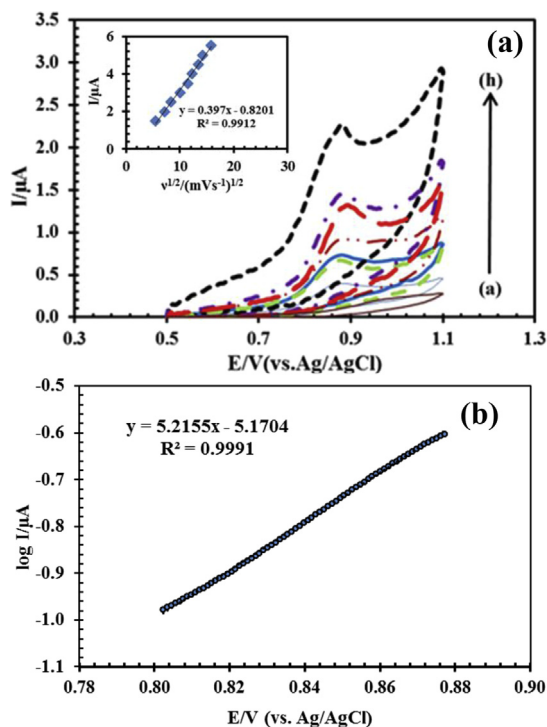 (a)
3.5
3.0
2.5
2.0
1.5
1.0
0.5
0.0
I/µA
0.3 0.5 0.7 0.9 1.1 1.3
E/V(vs.Ag/AgCl)
(h)
(a)
6
4
2
0
I/µA
y = 0.397x - 0.8201
R² = 0.9912
0 10 20 30
ν1/2/(mVs-1)1/2
(b)
y = 5.2155x - 5.1704
R² = 0.9991
-0.5
-0.6
-0.7
-0.8
-0.9
-1.0
-1.1
log I/µA
0.78 0.80 0.82 0.84 0.86 0.88 0.90
E/V (vs. Ag/AgCl)